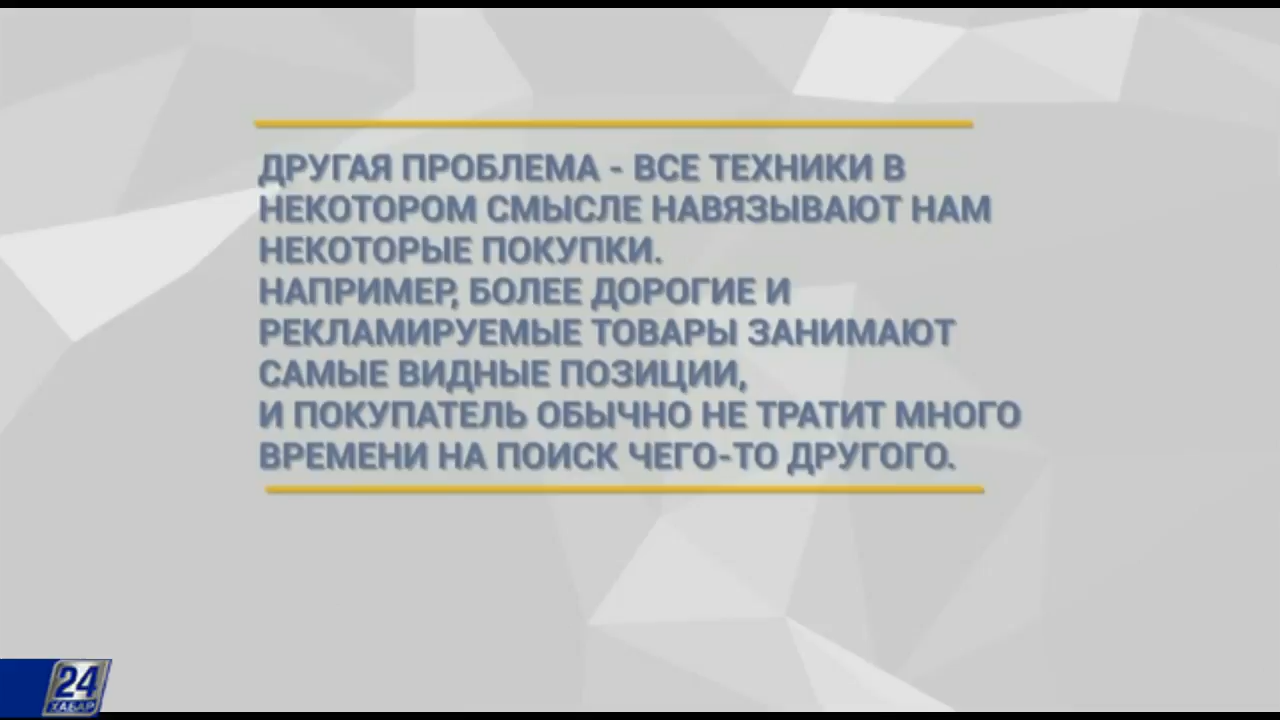 ДРУГАЯ ПРОБЛЕМА - ВСЕ ТЕХНИКИ В
НЕКОТОРОМ СМЫСЛЕ НАВЯЗЫВАЮТ НАМ
НЕКОТОРЫЕ ПОКУПКИ.
НАПРИМЕР, БОЛЕЕ ДОРОГИЕ И
РЕКЛАМИРУЕМЫЕ ТОВАРЫ ЗАНИМАЮТ
САМЫЕ ВИДНЫЕ ПОЗИЦИИ,
И ПОКУПАТЕЛЬ ОБЫЧНО НЕ ТРАТИТ МНОГО
ВРЕМЕНИ НА ПОИСК ЧЕГО-ТО ДРУГОГО.
24
ХАБАР